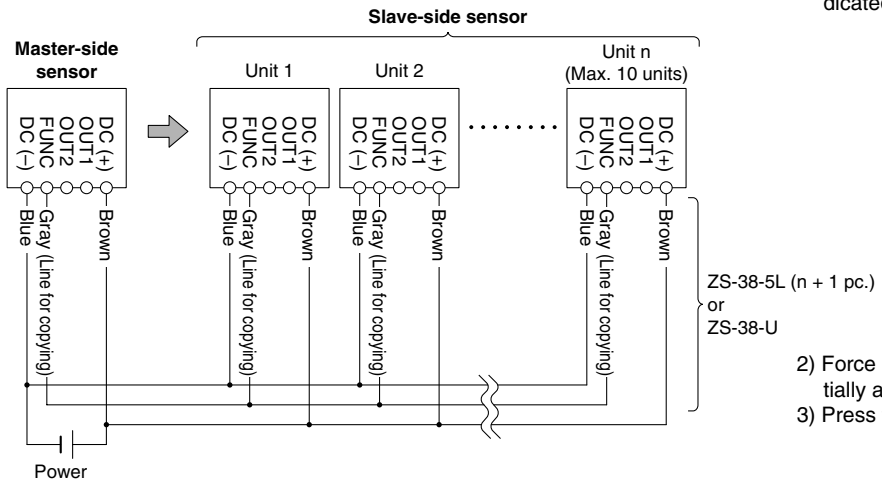 dicated
Slave-side sensor
Master-side
sensor
Unit 1
Unit 2
Unit n
(Max. 10 units)
DC (–)
FUNC
OUT2
OUT1
DC (+)
DC (–)
FUNC
OUT2
OUT1
DC (+)
DC (–)
FUNC
OUT2
OUT1
DC (+)
DC (–)
FUNC
OUT2
OUT1
DC (+)
Blue
Gray (Line for copying)
Brown
Blue
Gray (Line for copying)
Brown
Blue
Gray (Line for copying)
Brown
Blue
Gray (Line for copying)
Brown
ZS-38-5L (n + 1 pc.)
or
ZS-38-U
2) Force
tially a
3) Press
Power